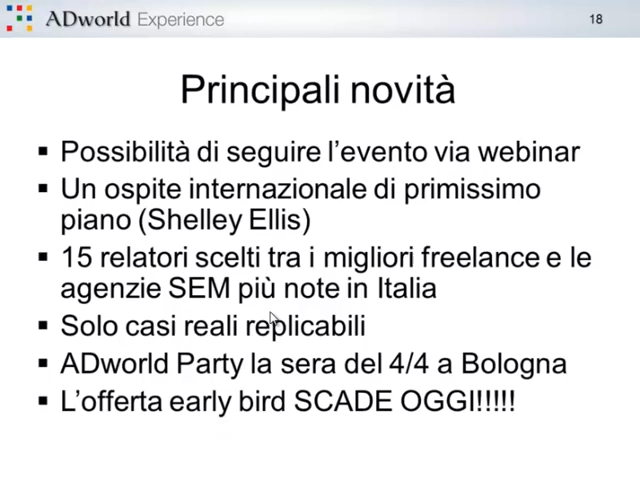 ADworld Experience
18
Principali novità
▪ Possibilità di seguire l'evento via webinar
▪ Un ospite internazionale di primissimo
piano (Shelley Ellis)
▪ 15 relatori scelti tra i migliori freelance e le
agenzie SEM più note in Italia
▪ Solo casi reali replicabili
▪ ADworld Party la sera del 4/4 a Bologna
▪ L'offerta early bird SCADE OGGI!!!!!